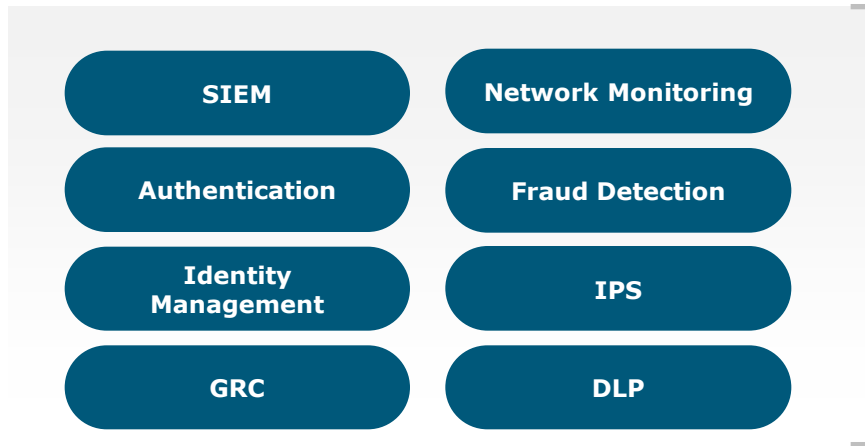 SIEM
Network Monitoring
Authentication
Fraud Detection
Identity
Management
IPS
GRC
DLP